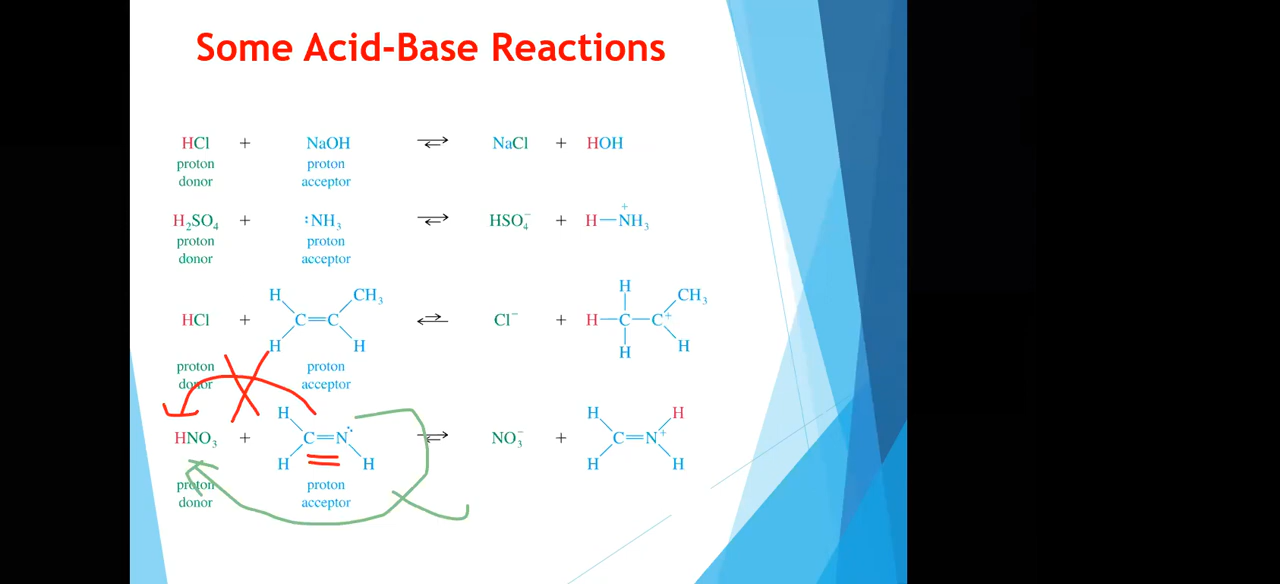 Some Acid-Base Reactions
HCl + NaOH ⇌ NaCl + HOH
proton donor proton acceptor
H₂SO₄ + :NH₃ ⇌ HSO₄⁻ + H—N⁺H₃
proton donor proton acceptor
H CH₃ H CH₃
HCl + C=C ⇌ Cl⁻ + H—C—C⁺
H H H H
proton donor proton acceptor
H H H
HNO₃ + C=N: ⇌ NO₃⁻ + C=N⁺
H H H H
proton donor proton acceptor